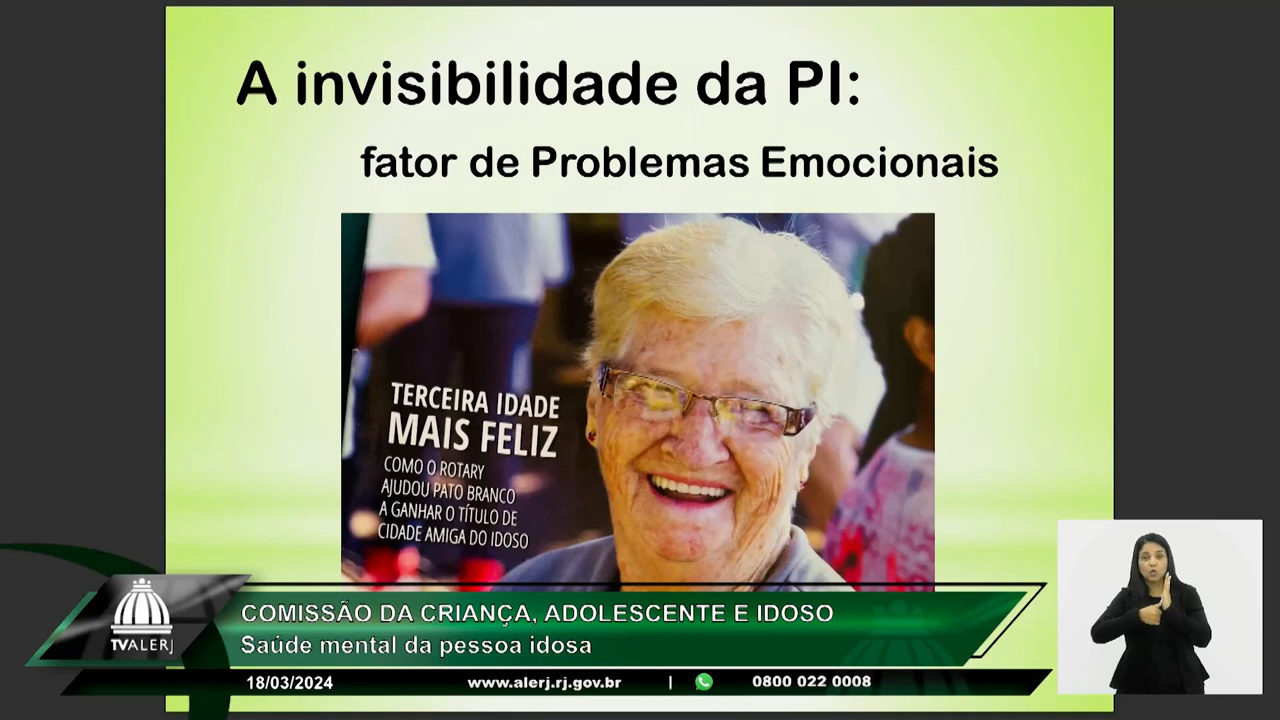 A invisibilidade da PI:
fator de Problemas Emocionais
TERCEIRA IDADE
MAIS FELIZ
COMO O ROTARY
AJUDOU PATO BRANCO
A GANHAR O TÍTULO DE
CIDADE AMIGA DO IDOSO
COMISSÃO DA CRIANÇA, ADOLESCENTE E IDOSO
Saúde mental da pessoa idosa
TVALERJ
18/03/2024 www.alerj.rj.gov.br | 0800 022 0008